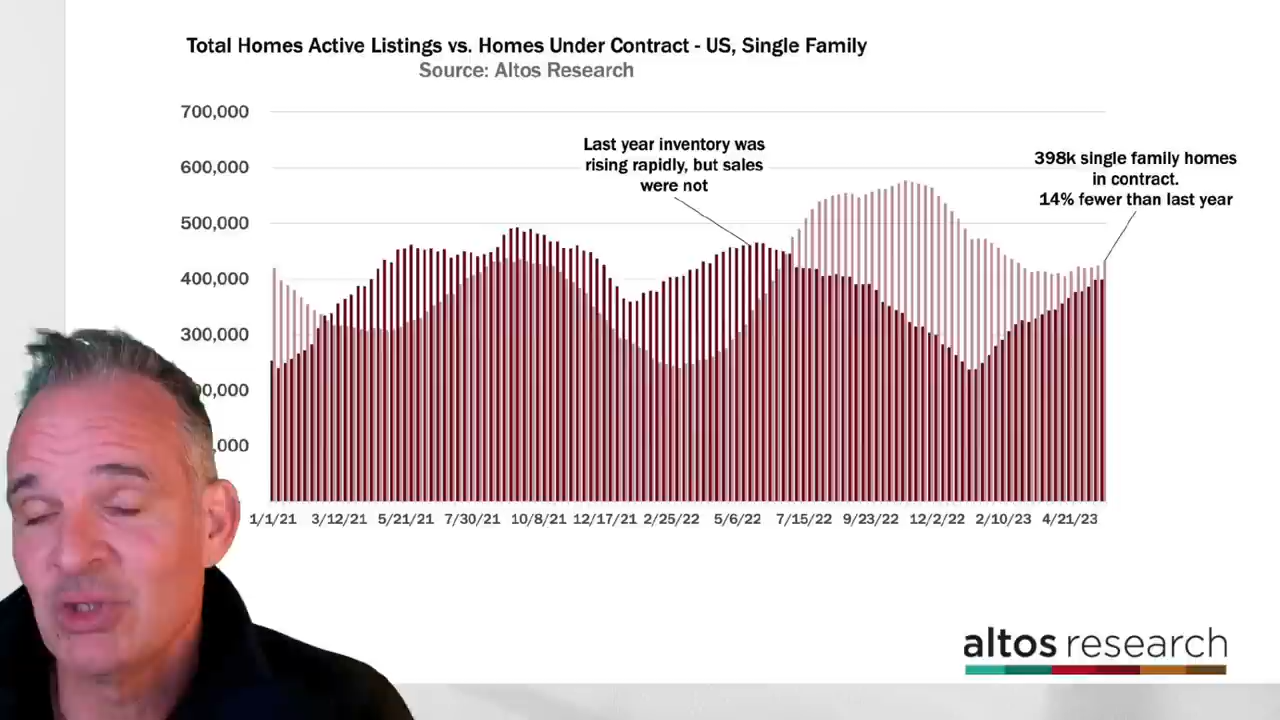 Total Homes Active Listings vs. Homes Under Contract - US, Single Family
Source: Altos Research
700,000
600,000
500,000
400,000
300,000
Last year inventory was
rising rapidly, but sales
were not
398k single family homes
in contract.
14% fewer than last year
1/1/21 3/12/21 5/21/21 7/30/21 10/8/21 12/17/21 2/25/22 5/6/22 7/15/22 9/23/22 12/2/22 2/10/23 4/21/23
altos research